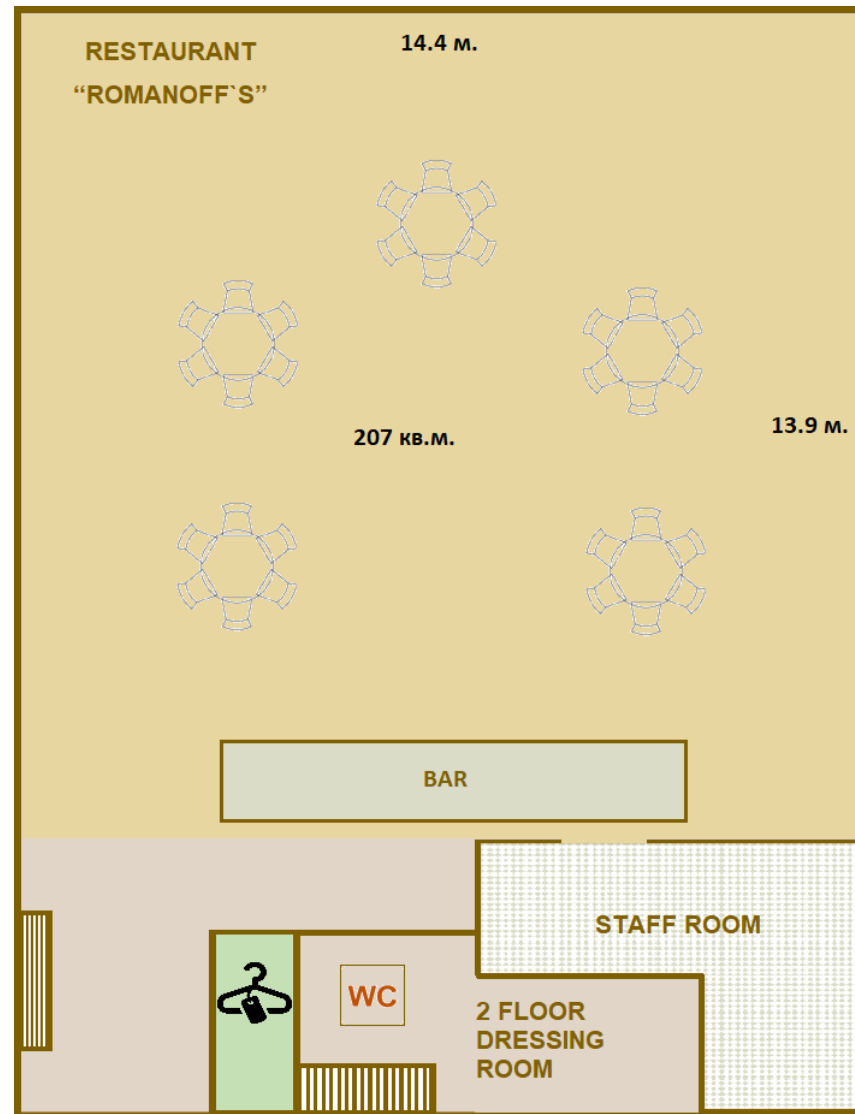 RESTAURANT
“ROMANOFF`S”
14.4 м.
13.9 м.
207 кв.м.
BAR
STAFF ROOM
WC
2 FLOOR
DRESSING
ROOM